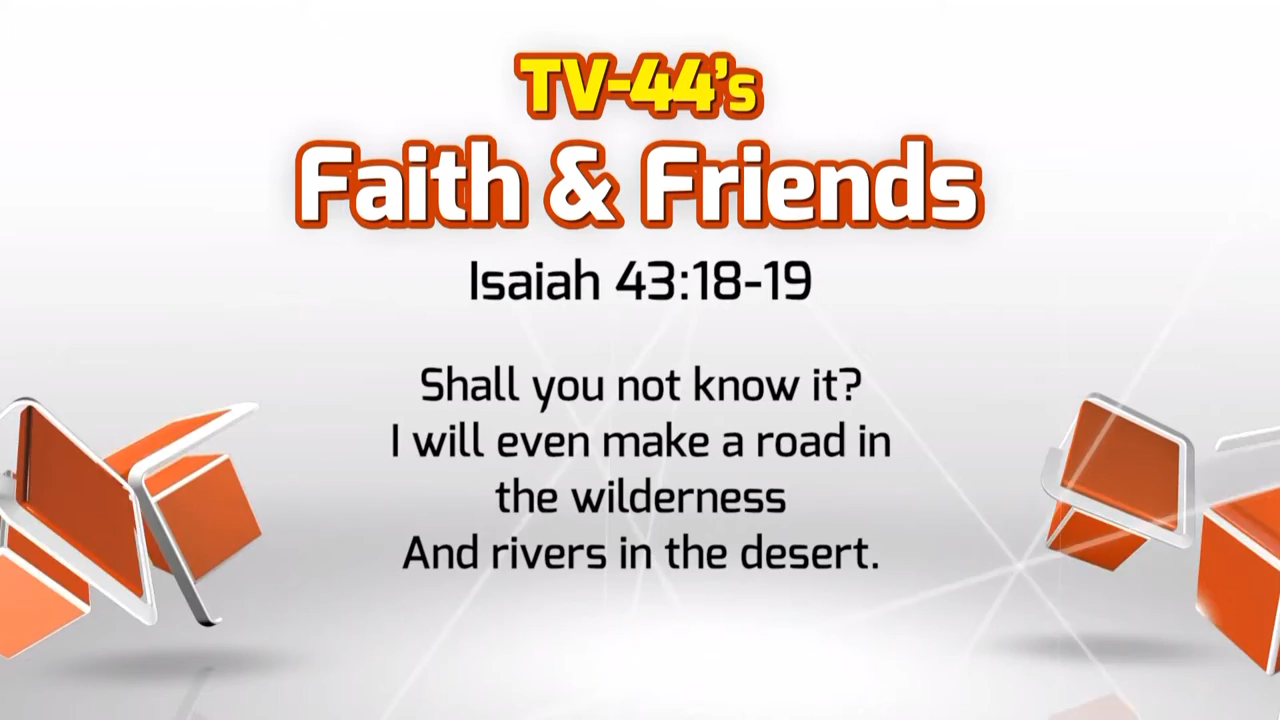 TV-44's
Faith & Friends
Isaiah 43:18-19
Shall you not know it?
I will even make a road in
the wilderness
And rivers in the desert.